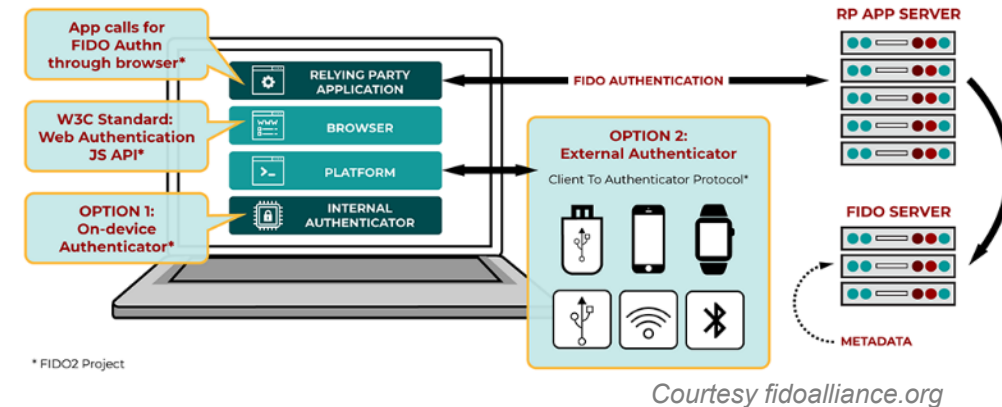 App calls for
FIDO Authn
through browser*
W3C Standard:
Web Authentication
JS API*
OPTION 1:
On-device
Authenticator*
RELYING PARTY
APPLICATION
WWW
BROWSER
PLATFORM
INTERNAL
AUTHENTICATOR
FIDO AUTHENTICATION
OPTION 2:
External Authenticator
Client To Authenticator Protocol*
RP APP SERVER
FIDO SERVER
METADATA
* FIDO2 Project
Courtesy fidoalliance.org